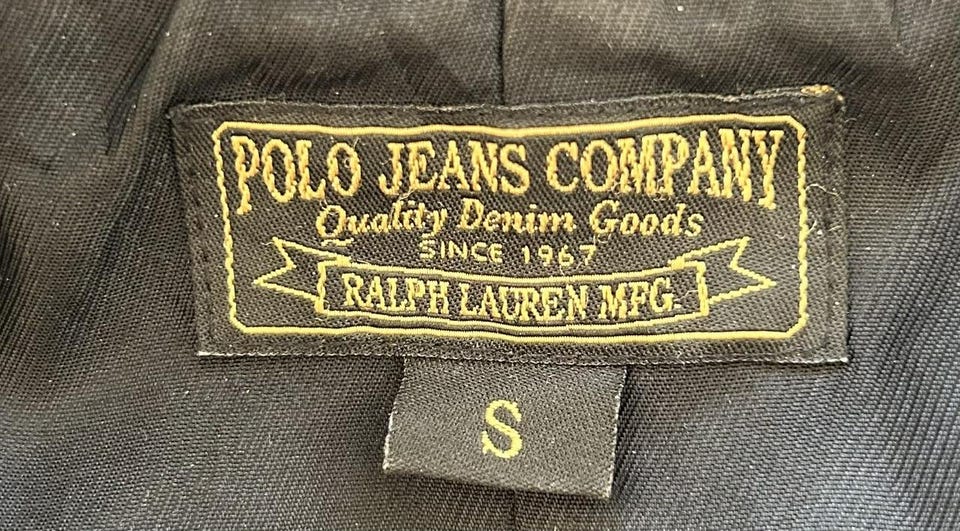 POLO JEANS COMPANY
Quality Denim Goods
SINCE 1967
RALPH LAUREN MFG.
S